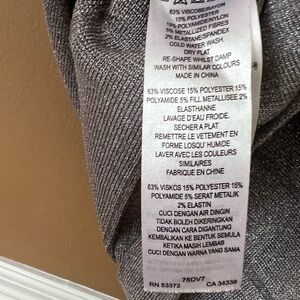 63% VISCOSE/RAYON
15% POLYESTER
15% POLYAMIDE/NYLON
5% METALLIZED FIBRES
2% ELASTANE/SPANDEX
COLD WATER WASH
DRY FLAT
RE-SHAPE WHILST DAMP
WASH WITH SIMILAR COLOURS
MADE IN CHINA
63% VISCOSE 15% POLYESTER 15%
POLYAMIDE 5% FILL METALLISEE 2%
ELASTHANNE
LAVAGE D'EAU FROIDE.
SECHER A PLAT
REMETTRE LE VETEMENT EN
FORME LOSQU' HUMIDE
LAVER AVEC LES COULEURS
SIMILAIRES
FABRIQUE EN CHINE
63% VISKOS 15% POLYESTER 15%
POLYAMIDE 5% SERAT METALIK
2% ELASTIN
CUCI DENGAN AIR DINGIN
TIDAK BOLEH DIKERINGKAN
DENGAN CARA DIGANTUNG
KEMBALIKAN KE BENTUK SEMULA
KETIKA MASIH LEMBAB
CUCI DENGAN WARNA YANG SAMA
78DV7
RN 53372 CA 34338